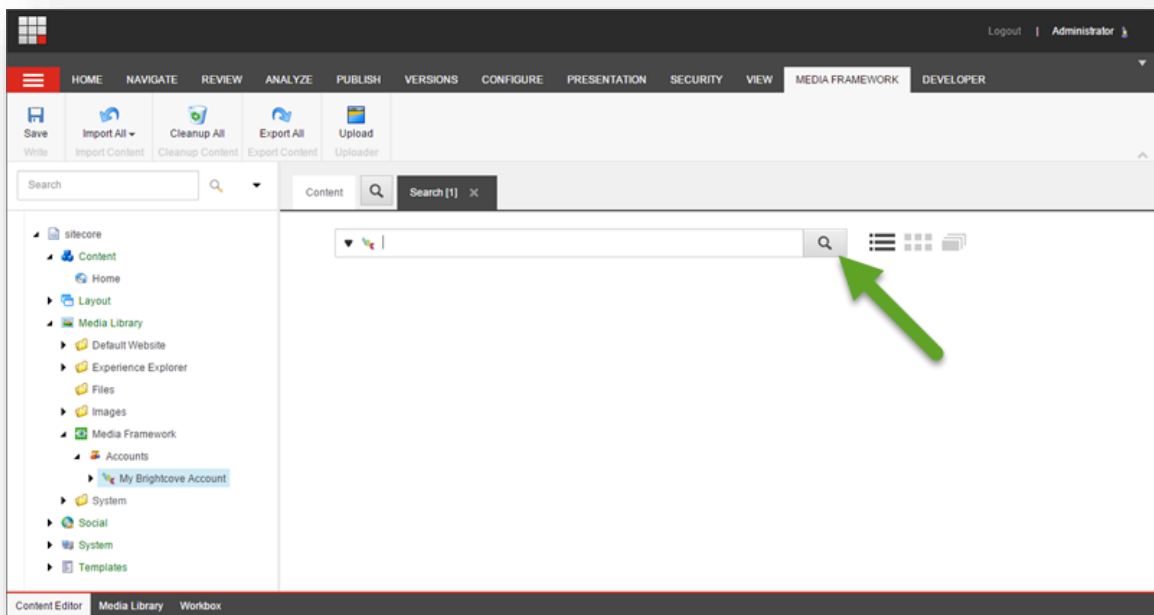 Logout | Administrator
HOME NAVIGATE REVIEW ANALYZE PUBLISH VERSIONS CONFIGURE PRESENTATION SECURITY VIEW MEDIA FRAMEWORK DEVELOPER
Save Import All Cleanup All Export All Upload
Write Import Content Cleanup Content Export Content Uploader
Search
Content Search [1]
sitecore
Content
Home
Layout
Media Library
Default Website
Experience Explorer
Files
Images
Media Framework
Accounts
My Brightcove Account
System
Social
System
Templates
Content Editor Media Library Workbox